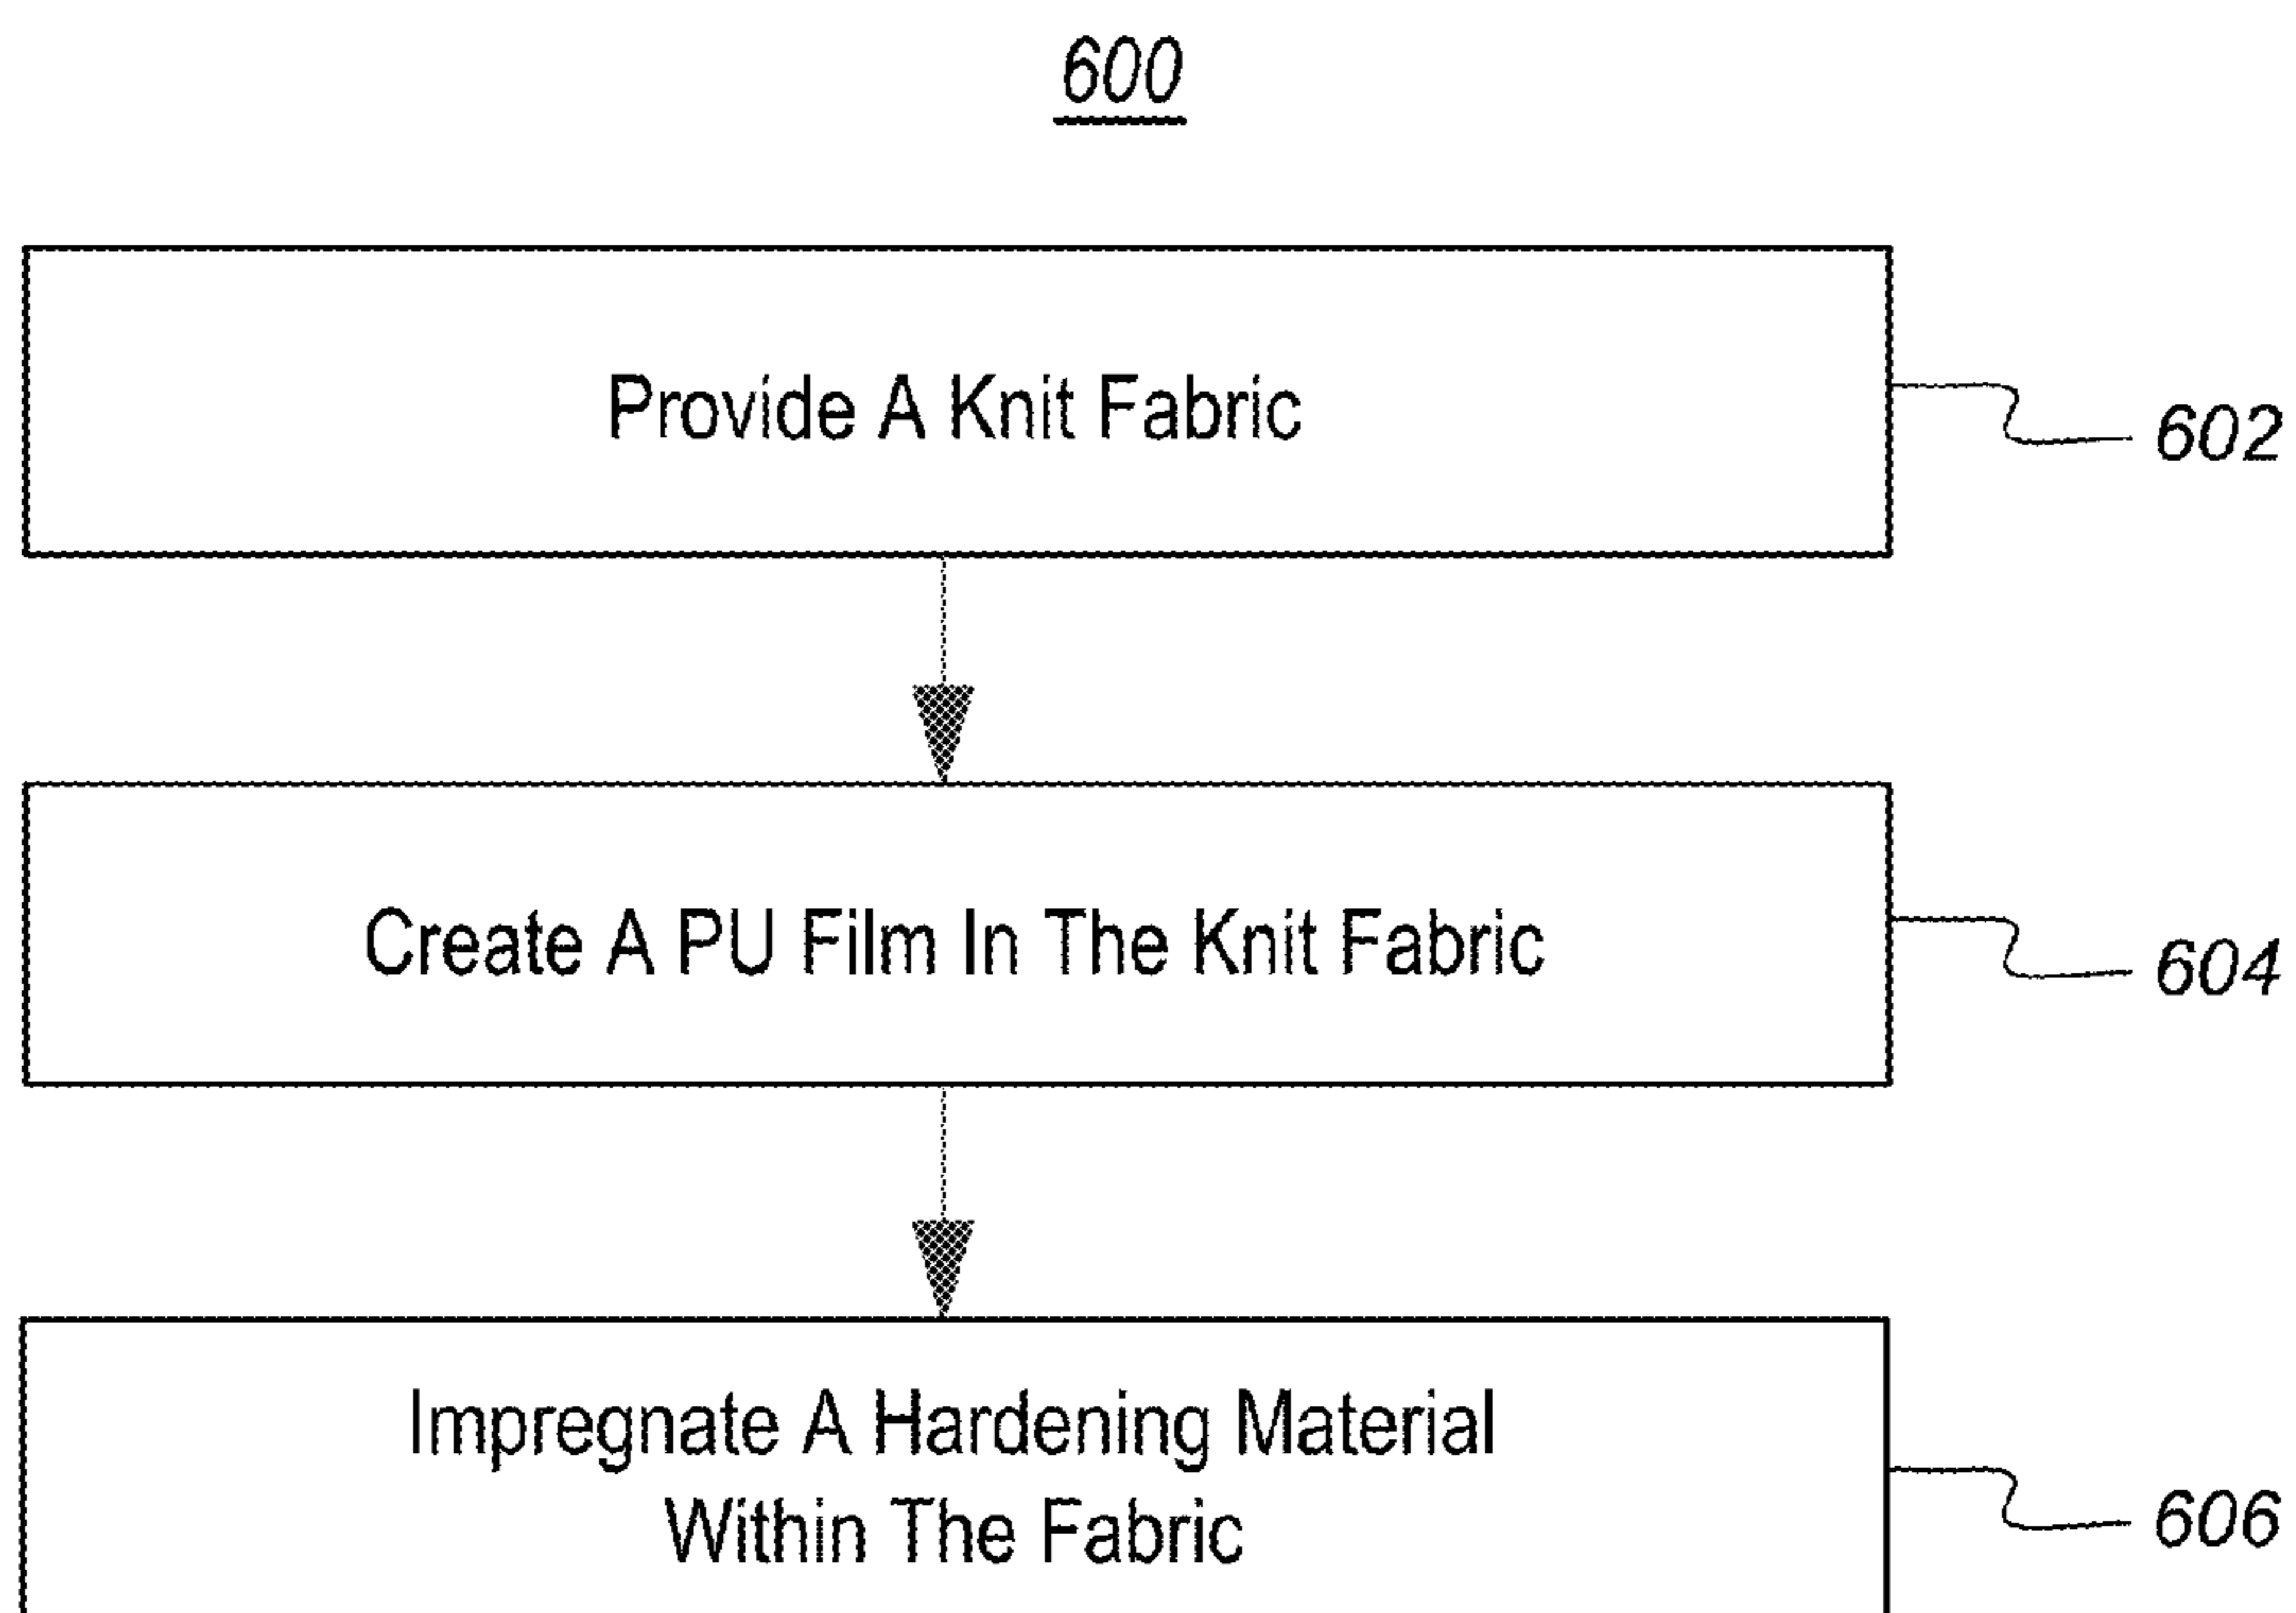 600
Provide A Knit Fabric
602
Create A PU Film In The Knit Fabric
604
Impregnate A Hardening Material
Within The Fabric
606